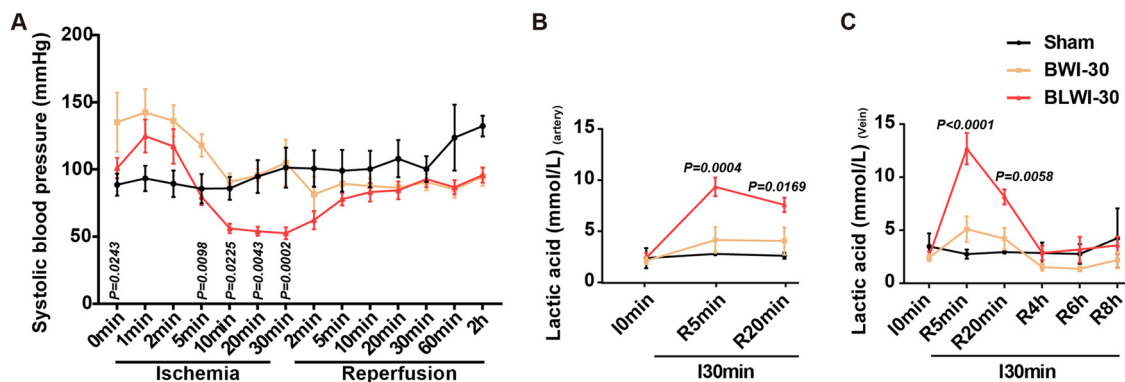 A
Systolic blood pressure (mmHg)
200
150
100
50
0
P=0.0243
P=0.0098
P=0.0225
P=0.0043
P=0.0002
0min
1min
2min
5min
10min
20min
30min
2min
5min
10min
20min
30min
60min
2h
Ischemia
Reperfusion
B
Lactic acid (mmol/L) (artery)
15
10
5
0
P=0.0004
P=0.0169
I0min
R5min
R20min
I30min
C
Sham
BWI-30
BLWI-30
Lactic acid (mmol/L) (Vein)
15
10
5
0
P<0.0001
P=0.0058
I0min
R5min
R20min
R4h
R6h
R8h
I30min